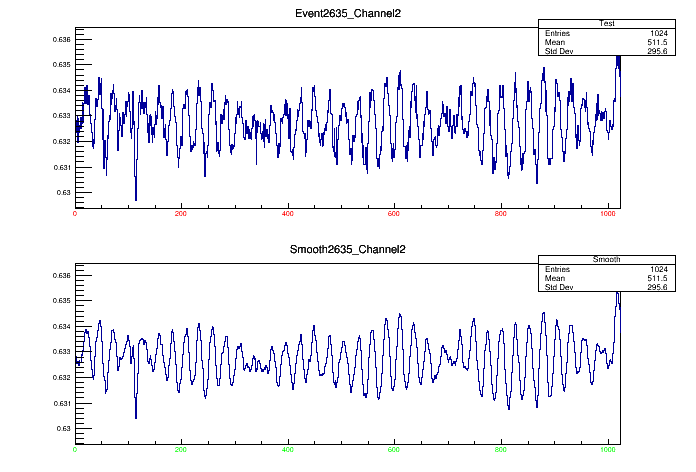 Event2635_Channel2
Test
Entries 1024
Mean 511.5
Std Dev 295.6
0.636
0.635
0.634
0.633
0.632
0.631
0.63
0 200 400 600 800 1000
Smooth2635_Channel2
Smooth
Entries 1024
Mean 511.5
Std Dev 295.6
0.636
0.635
0.634
0.633
0.632
0.631
0.63
0 200 400 600 800 1000